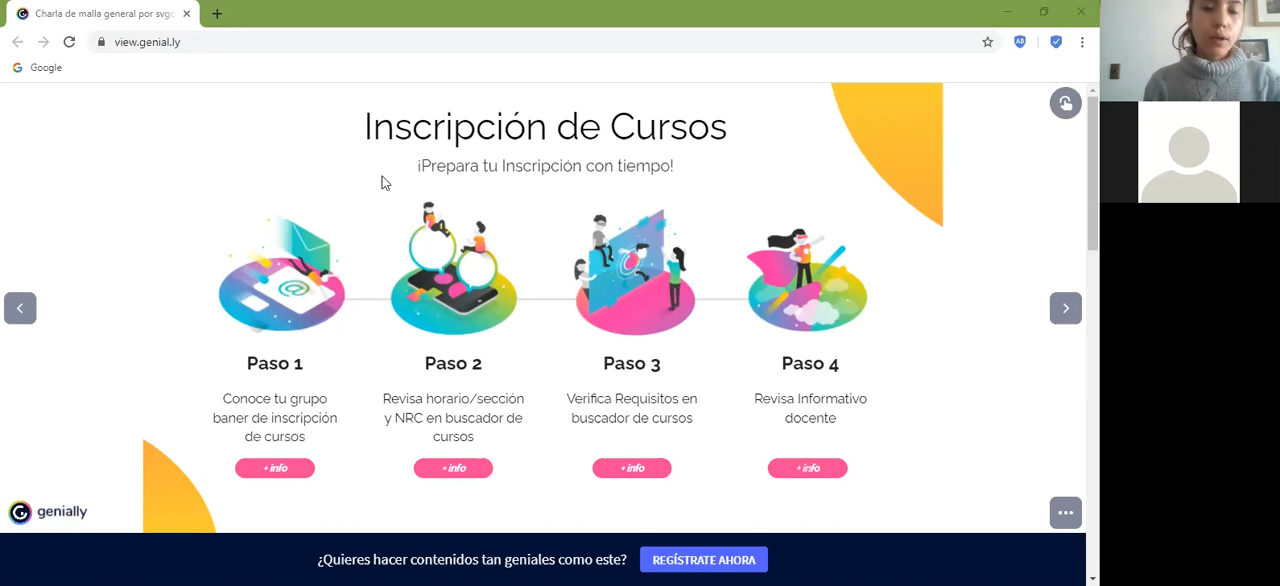 Charla de malla general por svgo
view.genial.ly
Google
Inscripción de Cursos
¡Prepara tu Inscripción con tiempo!
Paso 1
Conoce tu grupo
baner de inscripción
de cursos
+ info
Paso 2
Revisa horario/sección
y NRC en buscador de
cursos
+ info
Paso 3
Verifica Requisitos en
buscador de cursos
+ info
Paso 4
Revisa Informativo
docente
+ info
genially
¿Quieres hacer contenidos tan geniales como este?
REGÍSTRATE AHORA